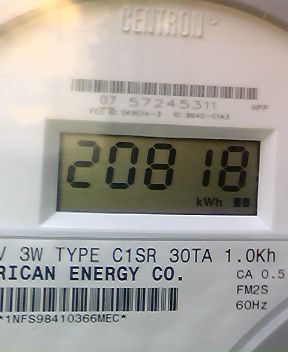 CENTRON®
07 57245311 HPP
20818
kWh
V 3W TYPE C1SR 30TA 1.0Kh
RICAN ENERGY CO. CA 0.5
FM2S
*1NFS98410366MEC* 60Hz